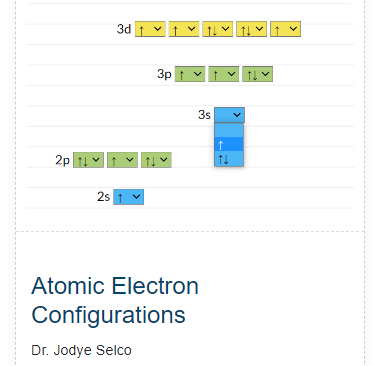 3d ↑ ↑ ↑↓ ↑↓ ↑
3p ↑ ↑ ↑↓
3s
↑
↑↓
2p ↑↓ ↑ ↑↓
2s ↑
Atomic Electron
Configurations
Dr. Jodye Selco